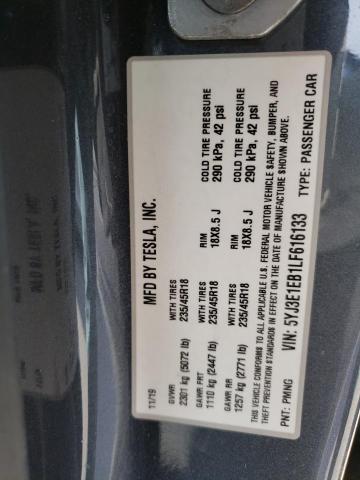 MFD BY TESLA, INC.
11/19
GVWR
2301 kg (5072 lb)
GAWR FRT WITH TIRES RIM COLD TIRE PRESSURE
1110 kg (2447 lb) 235/45R18 18X8.5 J 290 kPa, 42 psi
GAWR RR WITH TIRES RIM COLD TIRE PRESSURE
1257 kg (2771 lb) 235/45R18 18X8.5 J 290 kPa, 42 psi
THIS VEHICLE CONFORMS TO ALL APPLICABLE U.S. FEDERAL MOTOR VEHICLE SAFETY, BUMPER, AND
THEFT PREVENTION STANDARDS IN EFFECT ON THE DATE OF MANUFACTURE SHOWN ABOVE.
PNT: PMNG VIN: 5YJ3E1EB1LF616133 TYPE: PASSENGER CAR